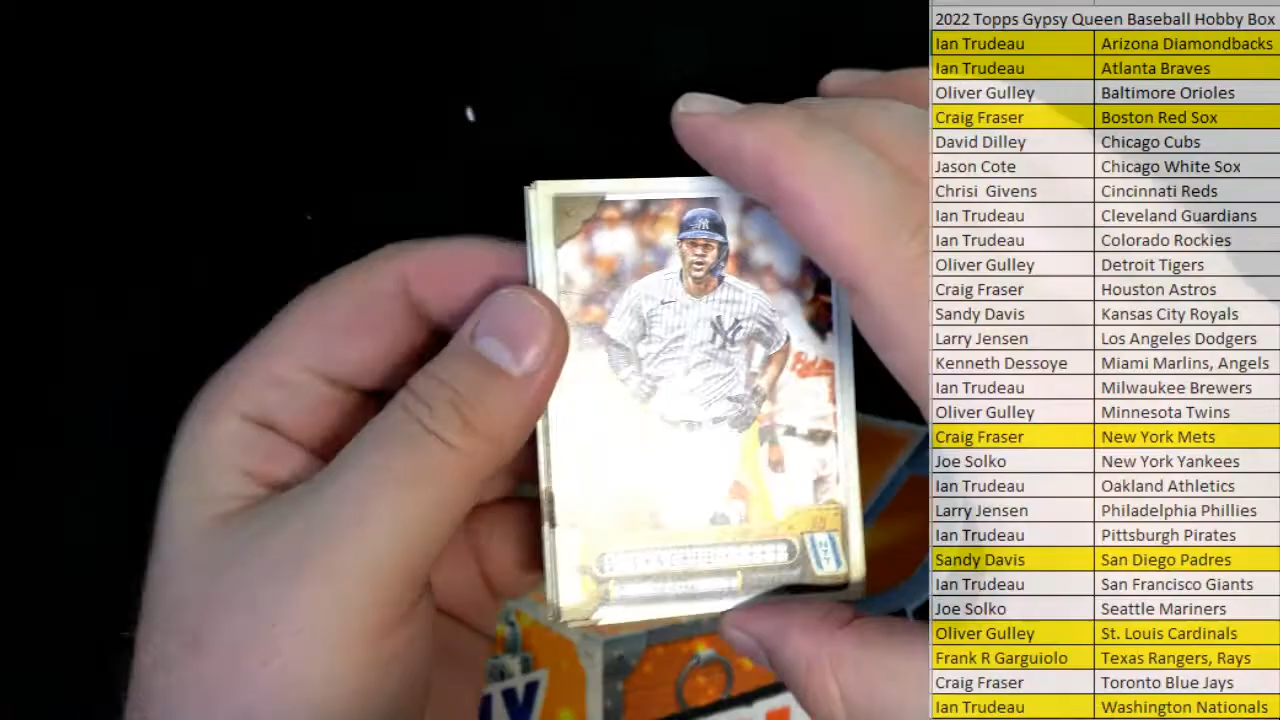 2022 Topps Gypsy Queen Baseball Hobby Box
Ian Trudeau Arizona Diamondbacks
Ian Trudeau Atlanta Braves
Oliver Gulley Baltimore Orioles
Craig Fraser Boston Red Sox
David Dilley Chicago Cubs
Jason Cote Chicago White Sox
Chrisi Givens Cincinnati Reds
Ian Trudeau Cleveland Guardians
Ian Trudeau Colorado Rockies
Oliver Gulley Detroit Tigers
Craig Fraser Houston Astros
Sandy Davis Kansas City Royals
Larry Jensen Los Angeles Dodgers
Kenneth Dessoye Miami Marlins, Angels
Ian Trudeau Milwaukee Brewers
Oliver Gulley Minnesota Twins
Craig Fraser New York Mets
Joe Solko New York Yankees
Ian Trudeau Oakland Athletics
Larry Jensen Philadelphia Phillies
Ian Trudeau Pittsburgh Pirates
Sandy Davis San Diego Padres
Ian Trudeau San Francisco Giants
Joe Solko Seattle Mariners
Oliver Gulley St. Louis Cardinals
Frank R Garguiolo Texas Rangers, Rays
Craig Fraser Toronto Blue Jays
Ian Trudeau Washington Nationals
NY
NY